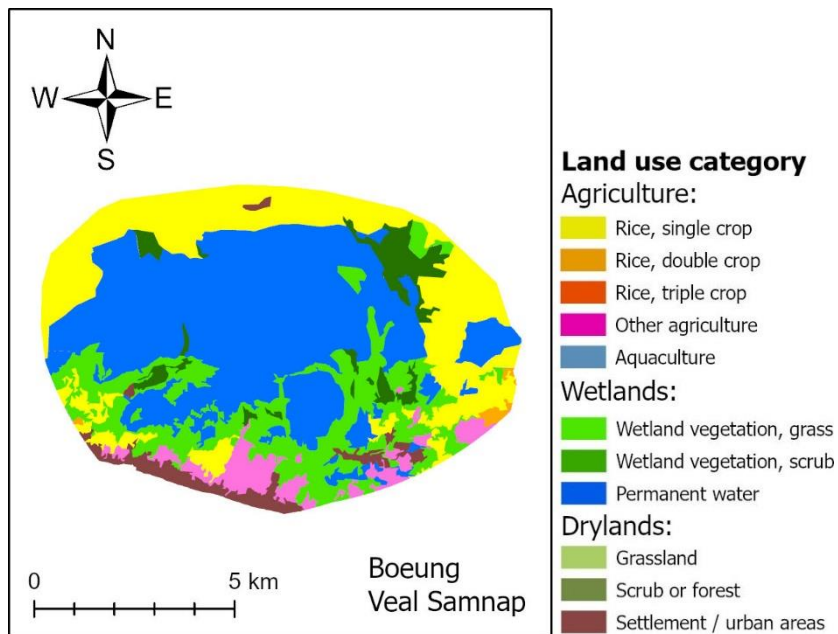 N
W E
S
0 5 km
Boeung
Veal Samnap
Land use category
Agriculture:
Rice, single crop
Rice, double crop
Rice, triple crop
Other agriculture
Aquaculture
Wetlands:
Wetland vegetation, grass
Wetland vegetation, scrub
Permanent water
Drylands:
Grassland
Scrub or forest
Settlement / urban areas